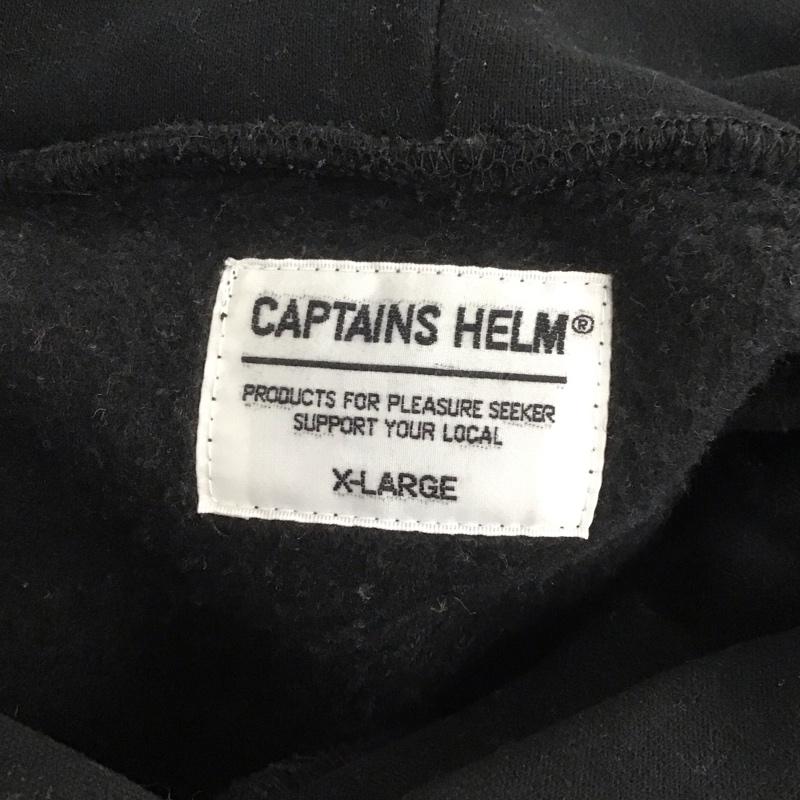 CAPTAINS HELM®
PRODUCTS FOR PLEASURE SEEKER
SUPPORT YOUR LOCAL
X-LARGE